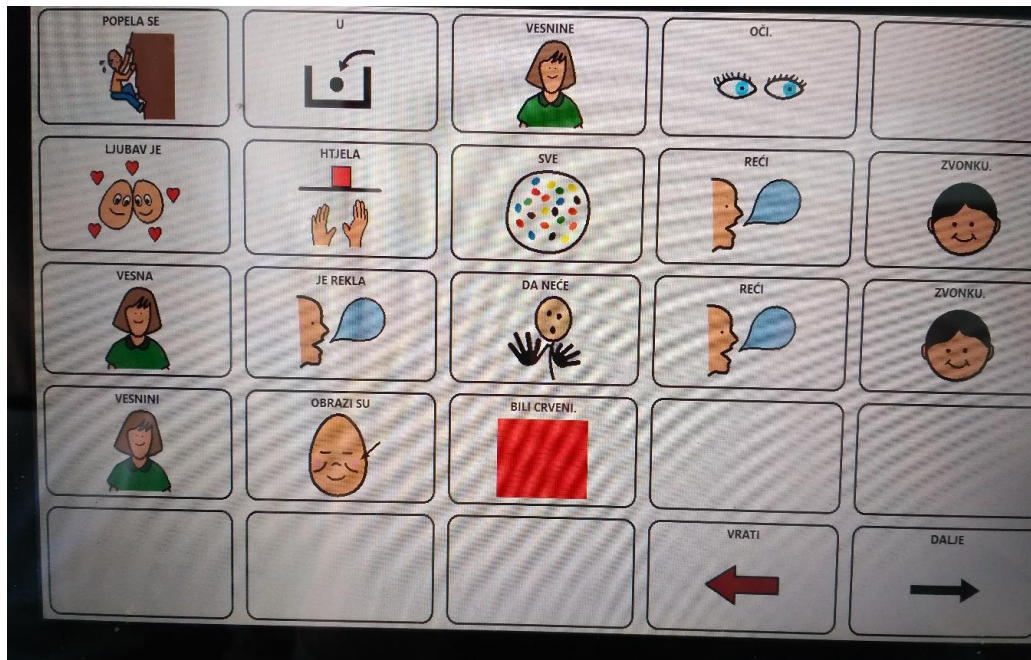 POPELA SE U VESNINE OČI.
LJUBAV JE HTJELA SVE REĆI ZVONKU.
VESNA JE REKLA DA NEĆE REĆI ZVONKU.
VESNINI OBRAZI SU BILI CRVENI.
VRATI DALJE